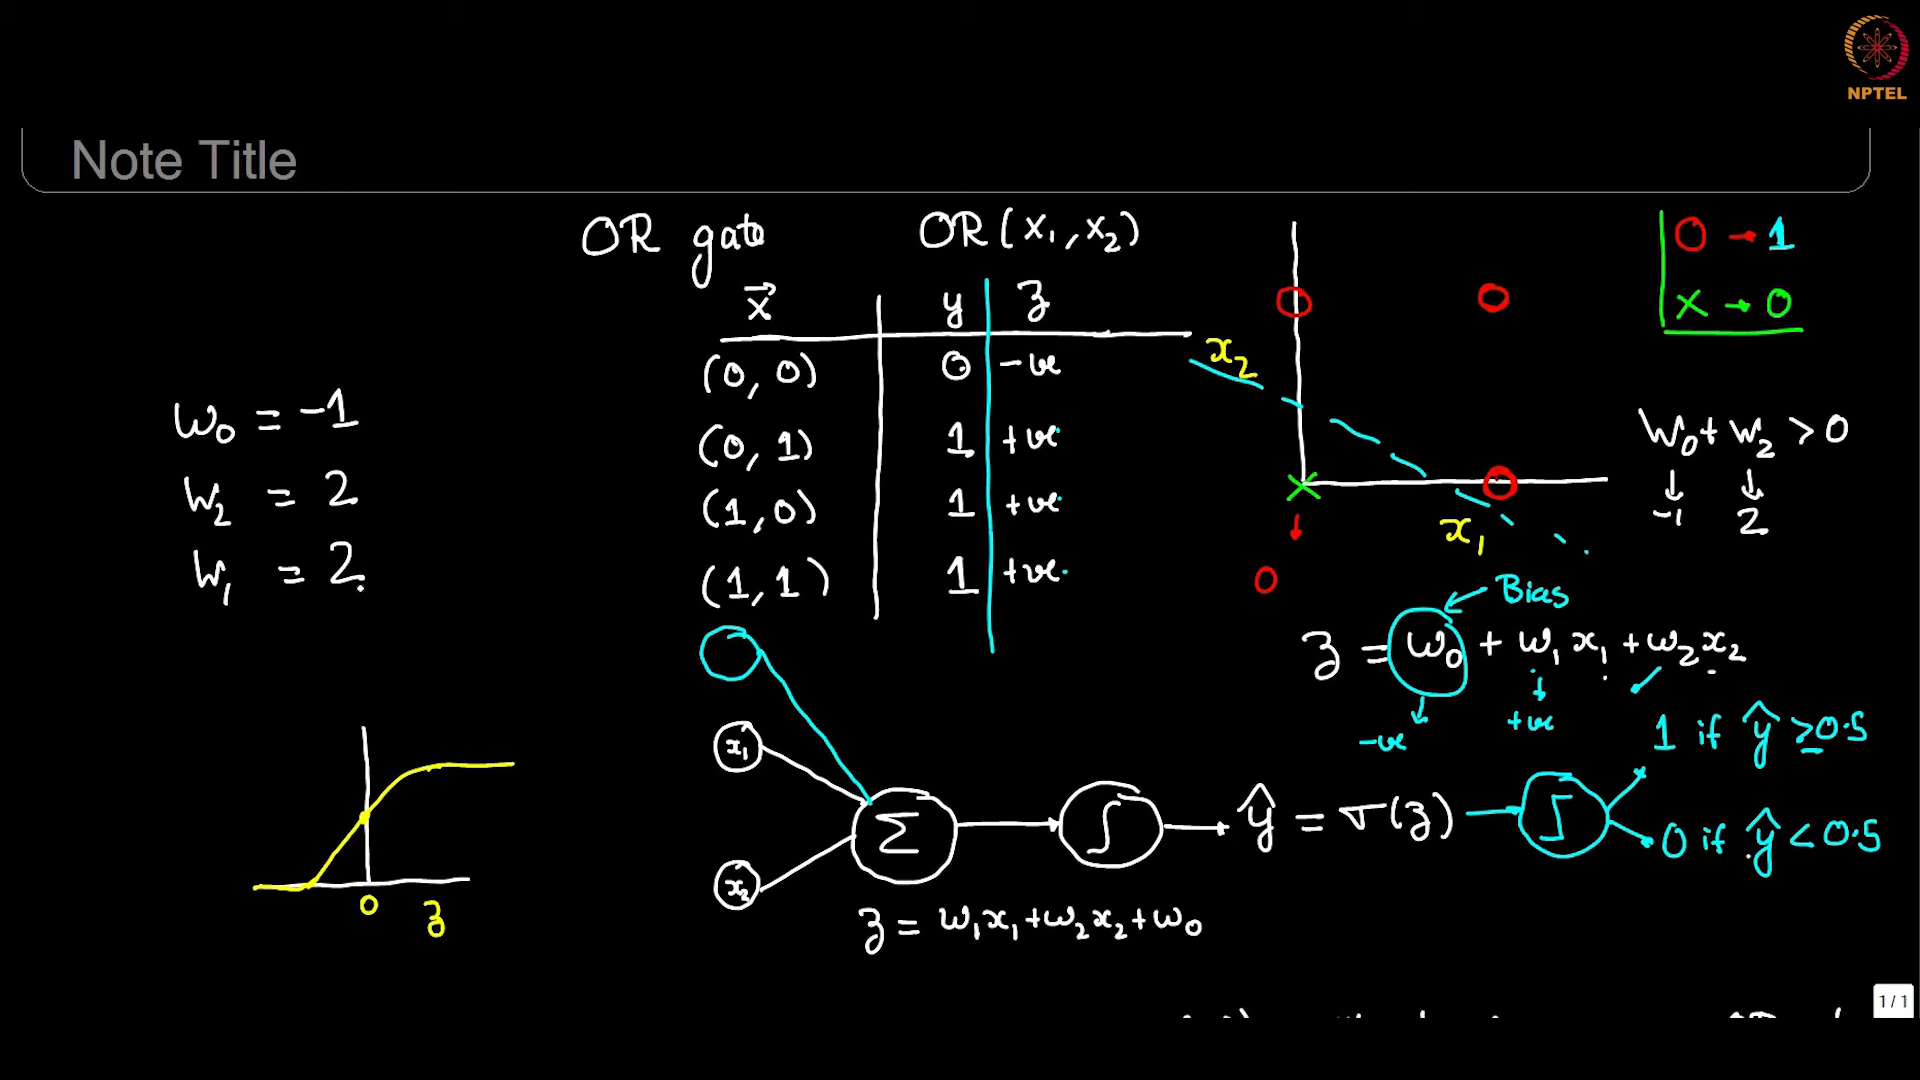 NPTEL
Note Title
OR gate
OR (x₁, x₂)
x⃗ y z
(0, 0) 0 -ve
(0, 1) 1 +ve
(1, 0) 1 +ve
(1, 1) 1 +ve
w₀ = -1
w₂ = 2
w₁ = 2.
x₂
x₁
0
O → 1
X → 0
w₀ + w₂ > 0
↓ ↓
-1 2
Bias
z = w₀ + w₁x₁ + w₂x₂
-ve +ve
x₁
x₂
Σ
∫
ŷ = σ(z)
∫
1 if ŷ ≥ 0.5
0 if ŷ < 0.5
z = w₁x₁ + w₂x₂ + w₀
0 z
1 / 1